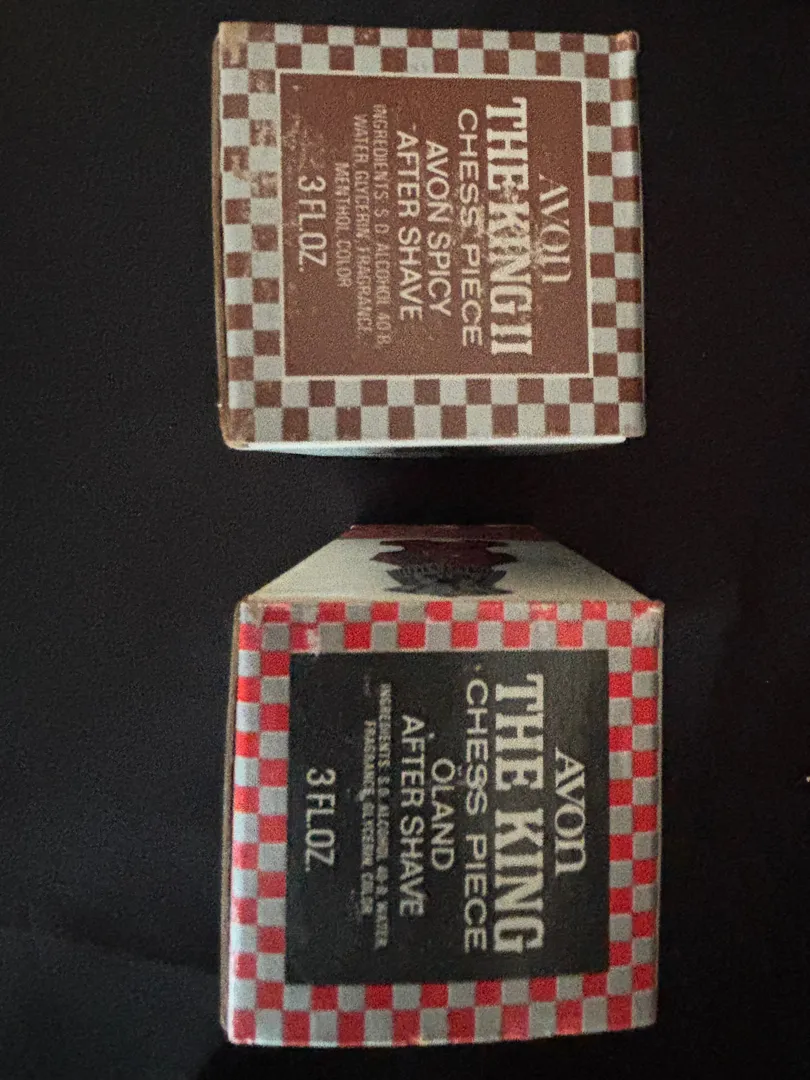 AVON
THE KING II
CHESS PIECE
AVON SPICY
AFTER SHAVE
INGREDIENTS: S.D. ALCOHOL 40-B,
WATER, GLYCERIN, FRAGRANCE,
MENTHOL, COLOR
3 FL.OZ.
AVON
THE KING
CHESS PIECE
ÖLAND
AFTER SHAVE
INGREDIENTS: S.D. ALCOHOL 40-B, WATER,
FRAGRANCE, GLYCERIN, COLOR
3 FL.OZ.